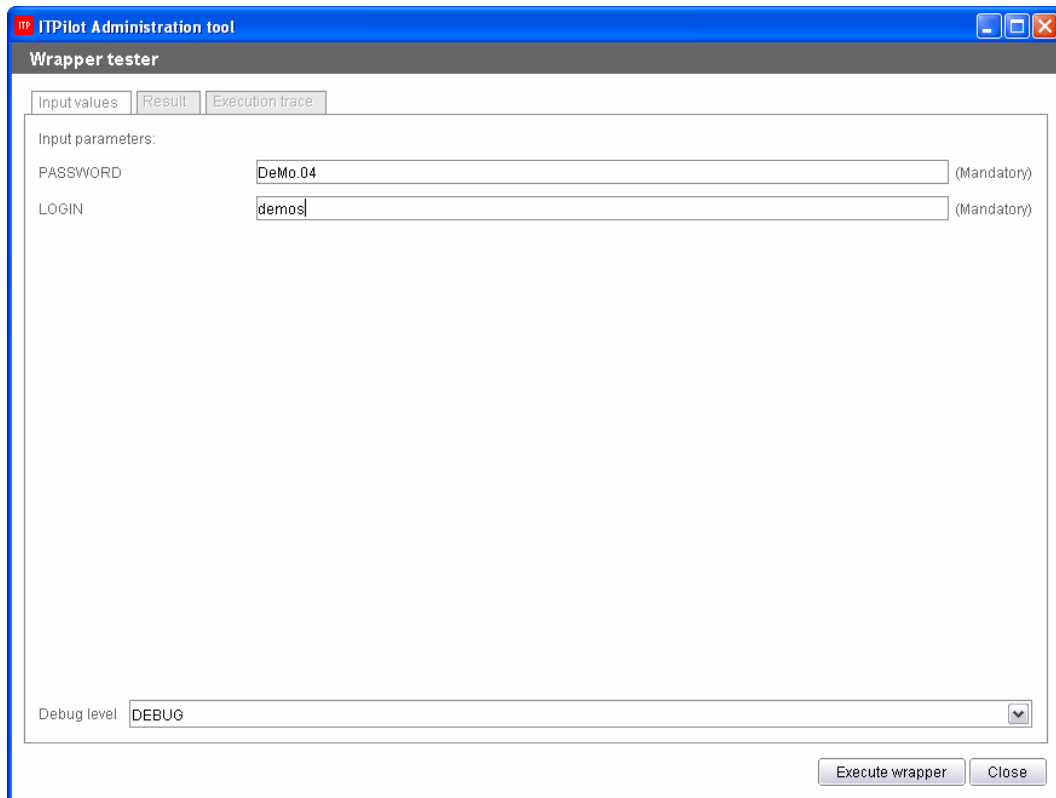 ITP ITPilot Administration tool
Wrapper tester
Input values Result Execution trace
Input parameters:
PASSWORD DeMo.04 (Mandatory)
LOGIN demos (Mandatory)
Debug level DEBUG
Execute wrapper Close